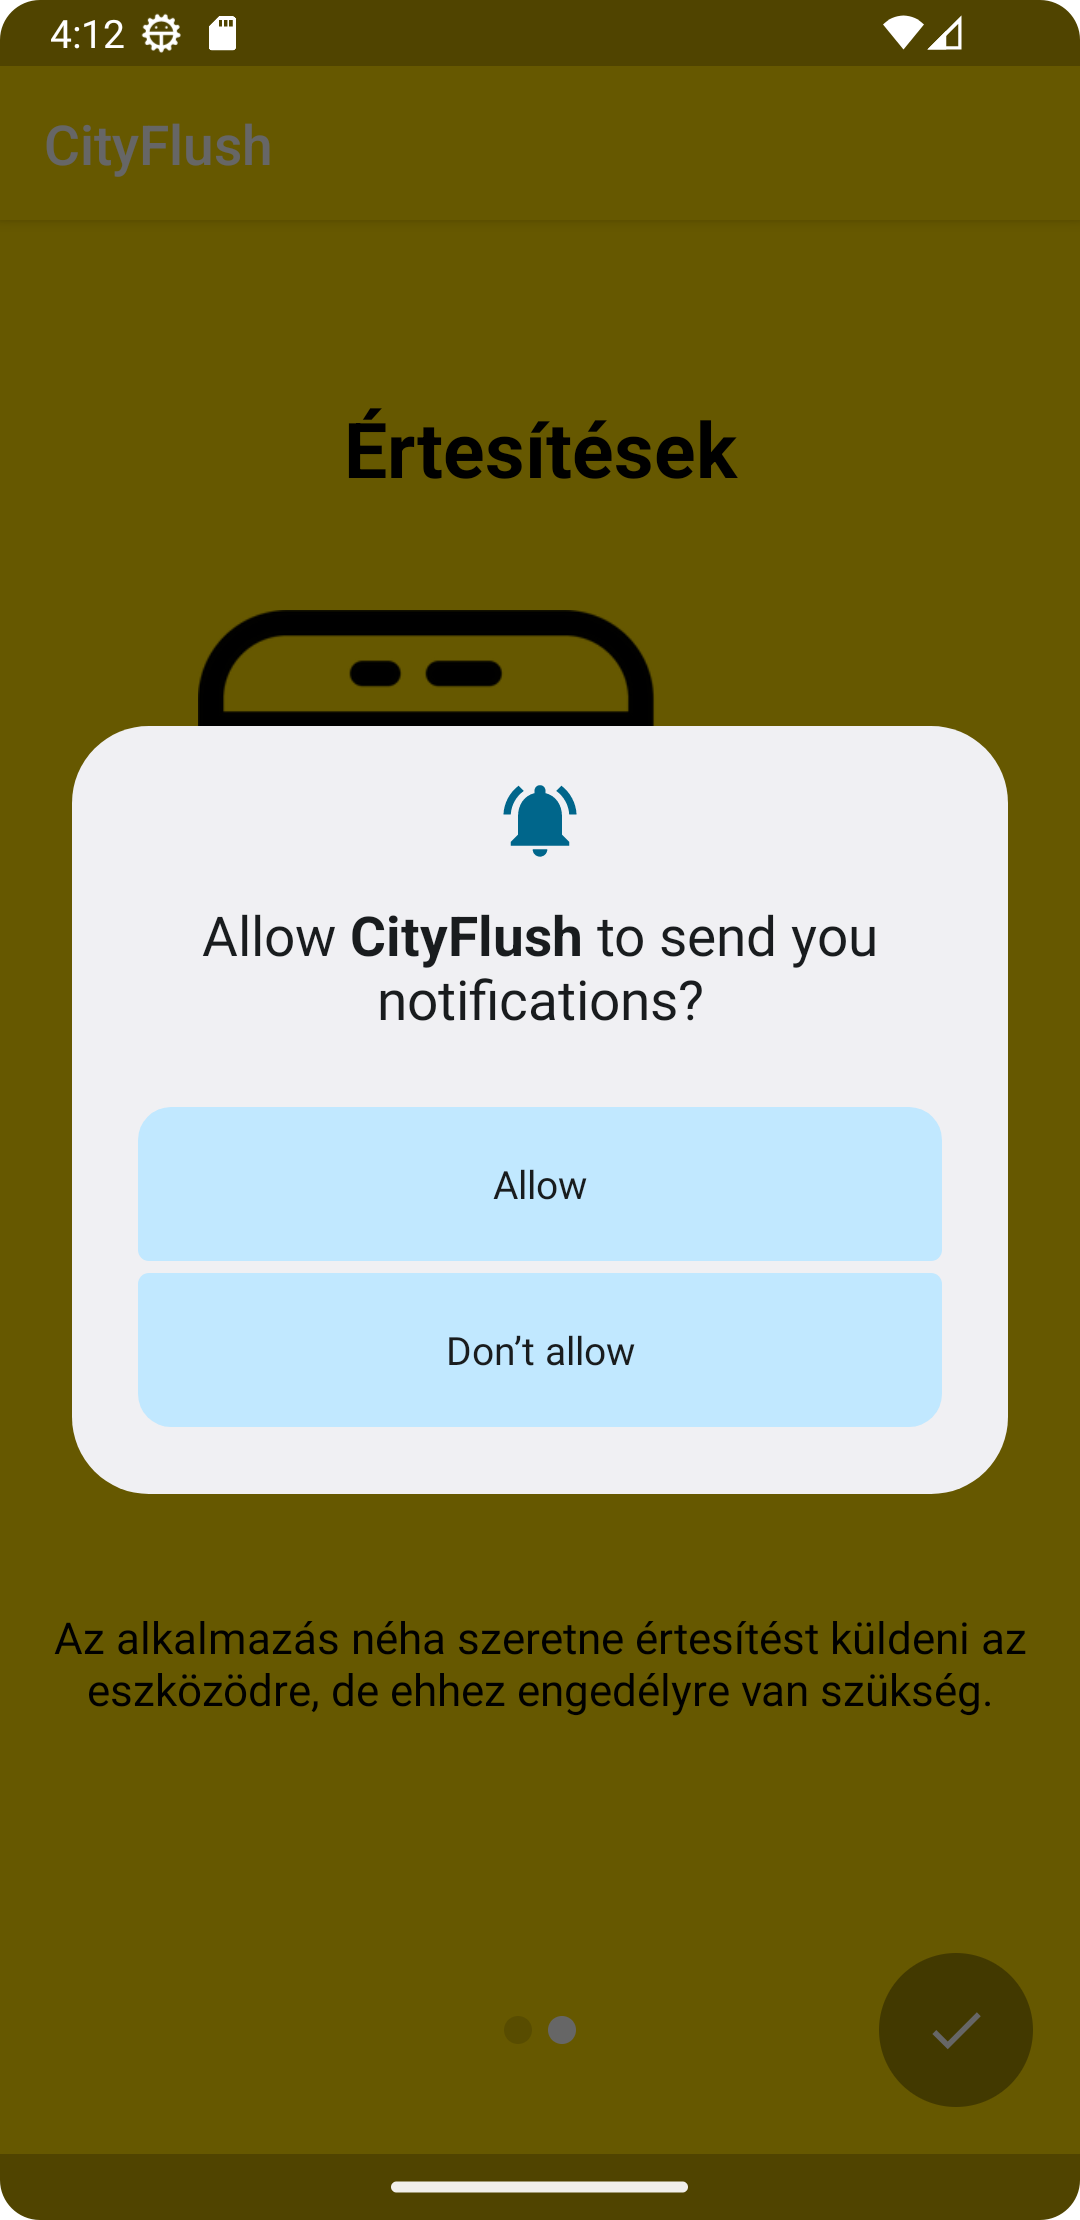 4:12
CityFlush
Értesítések
Allow CityFlush to send you
notifications?
Allow
Don’t allow
Az alkalmazás néha szeretne értesítést küldeni az
eszközödre, de ehhez engedélyre van szükség.